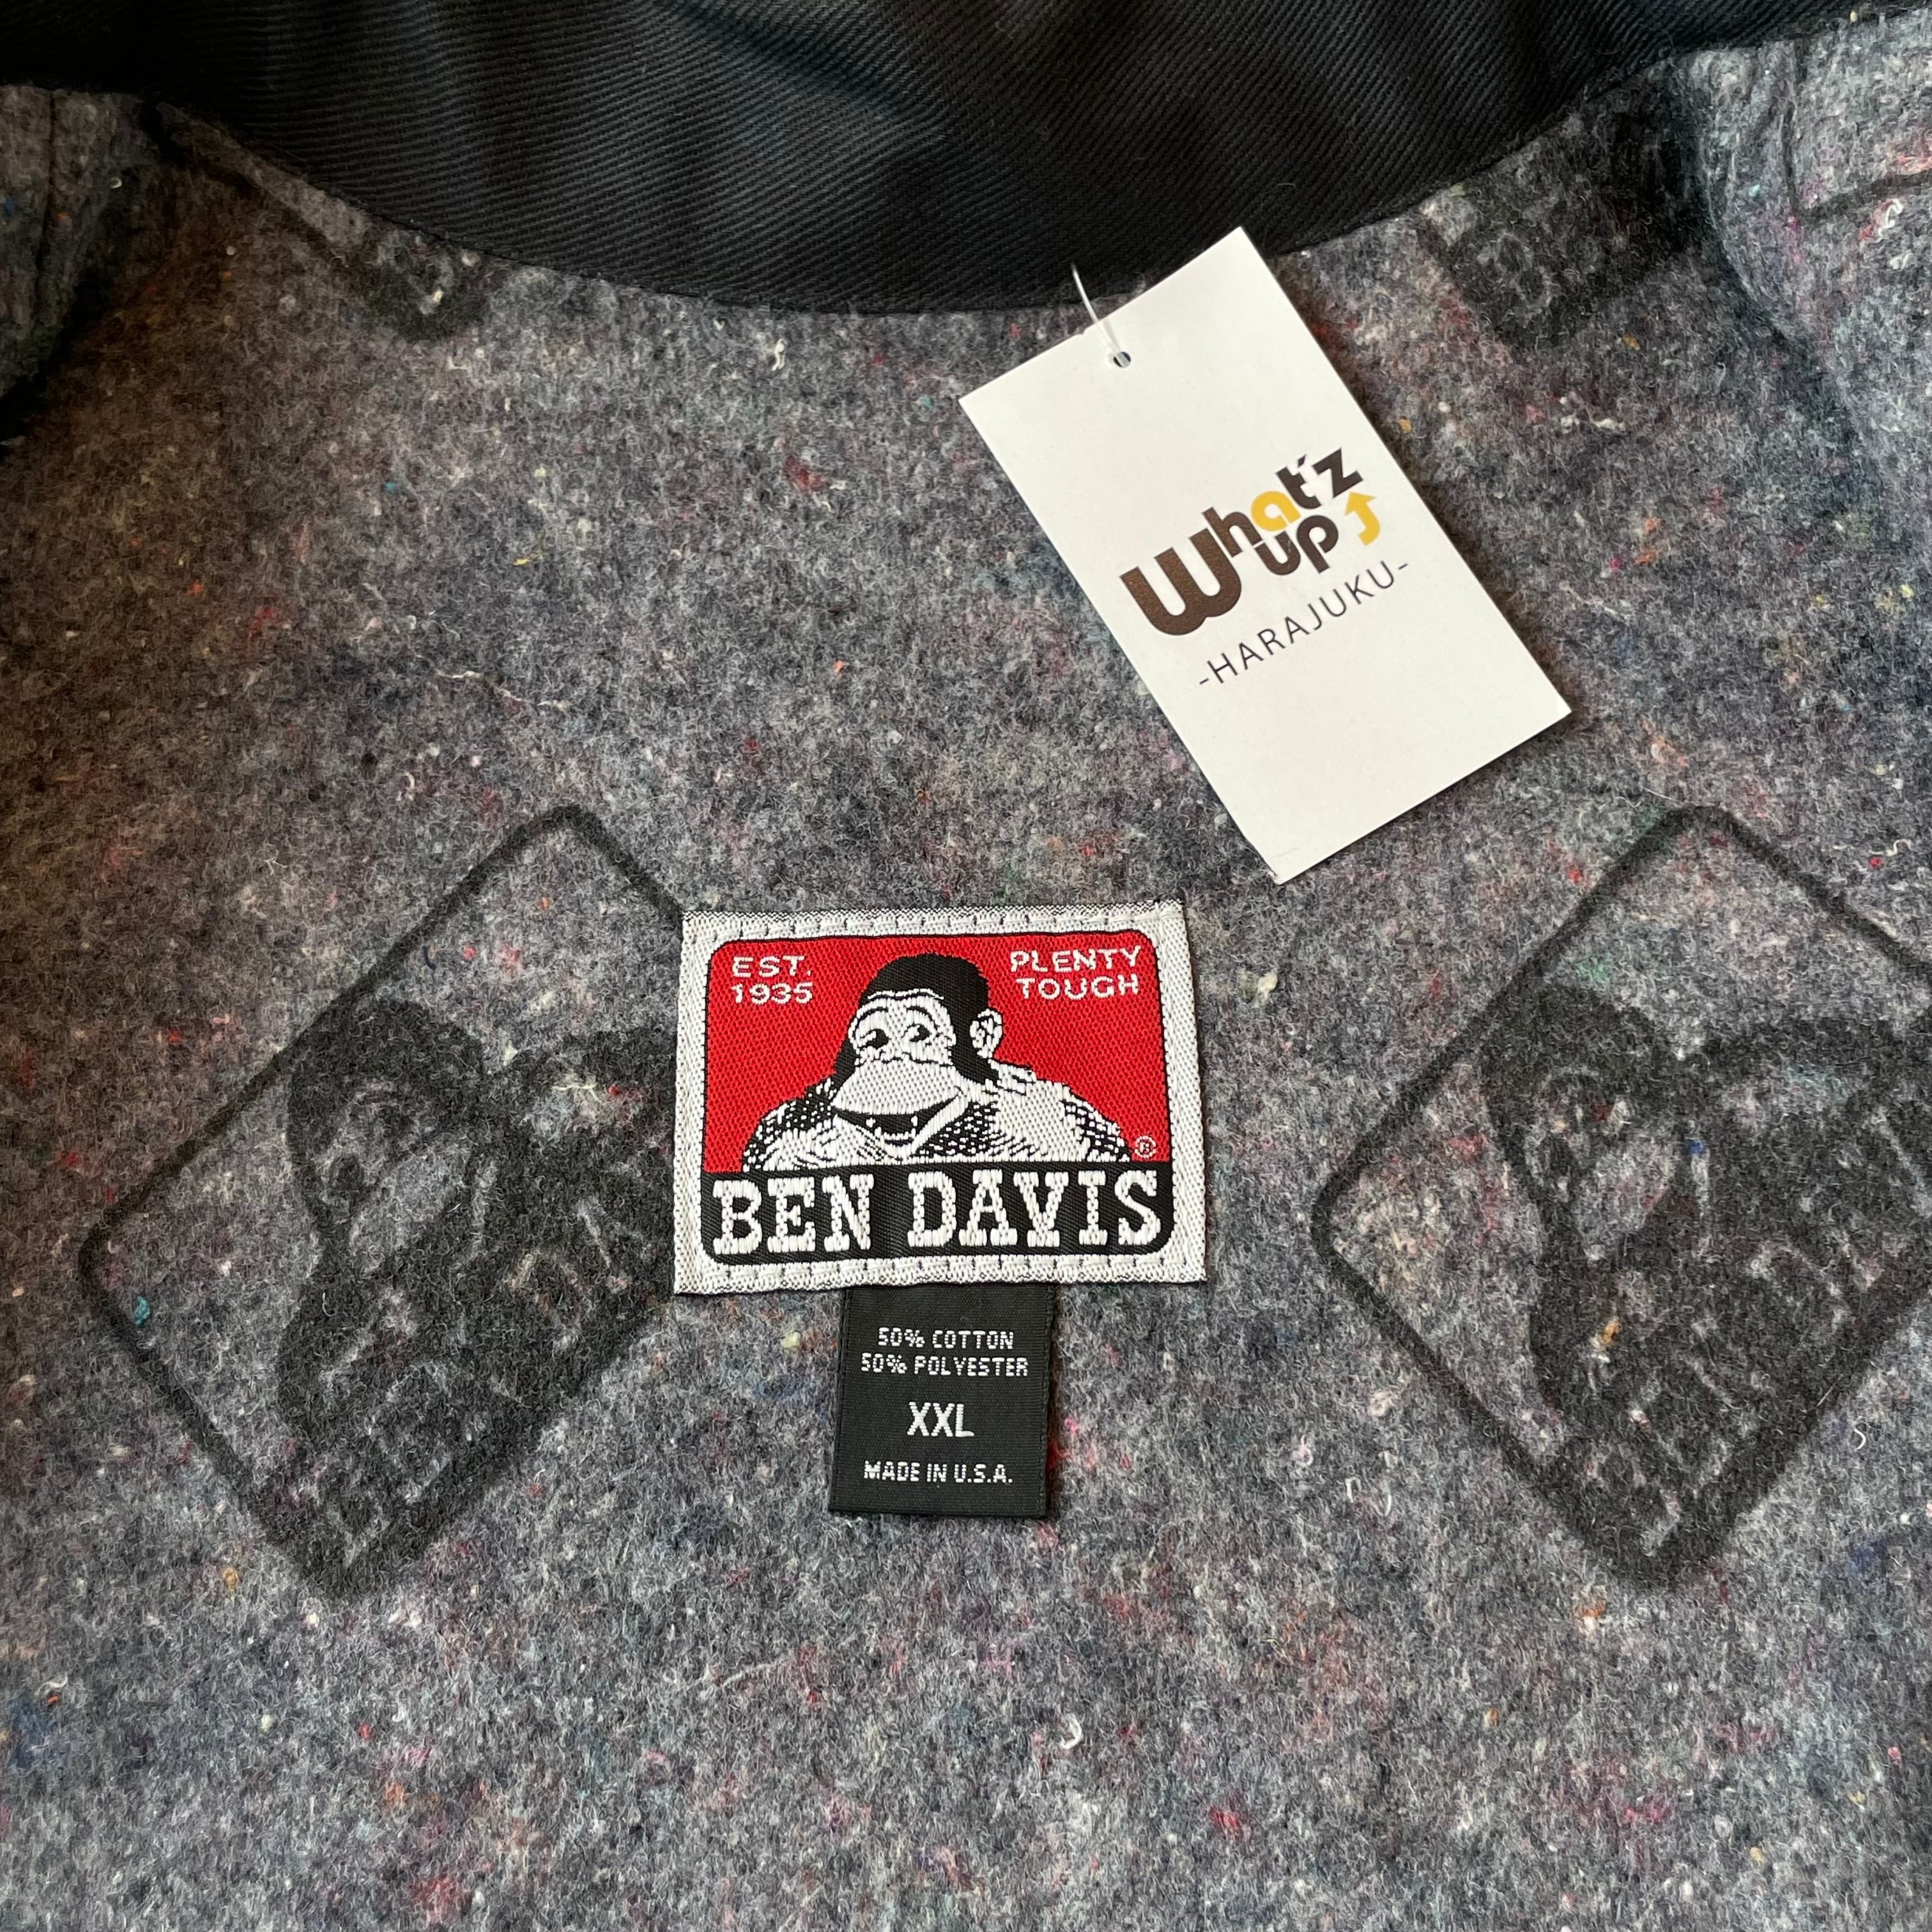 What'z
up
-HARAJUKU-
EST.
1935
PLENTY
TOUGH
®
BEN DAVIS
50% COTTON
50% POLYESTER
XXL
MADE IN U.S.A.